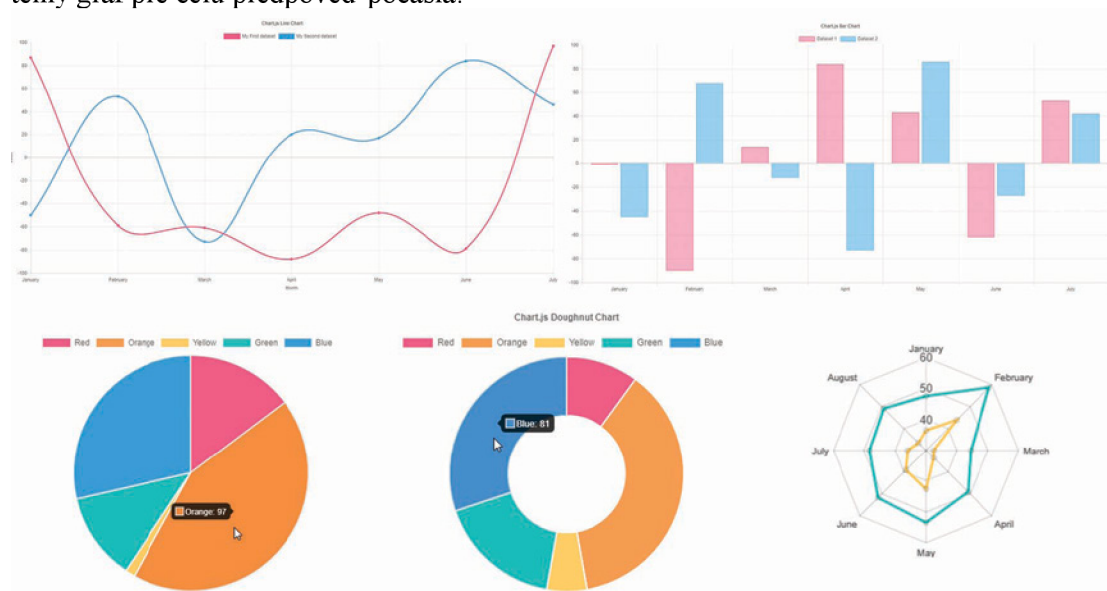 temy graf pre celú predpoveď počasia.
Chart.js Line Chart
My First dataset My Second dataset
100
80
60
40
20
0
-20
-40
-60
-80
-100
January February March April May June July
Month
Chart.js Bar Chart
Dataset 1 Dataset 2
100
80
60
40
20
0
-20
-40
-60
-80
-100
January February March April May June July
Red Orange Yellow Green Blue
Orange: 97
Chart.js Doughnut Chart
Red Orange Yellow Green Blue
Blue: 81
January
60
August February
50
40
July March
June April
May